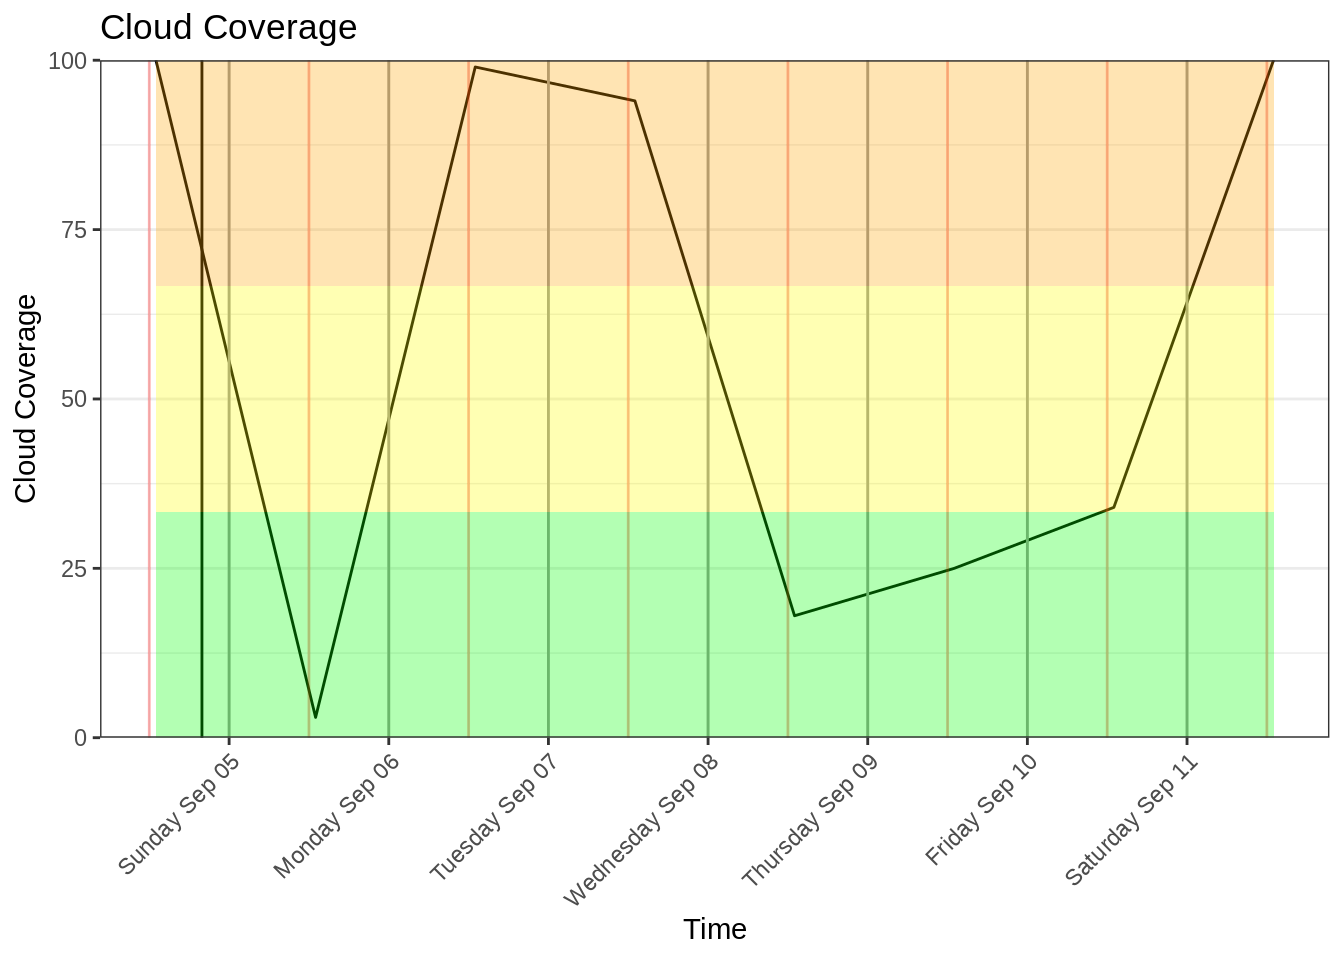 Cloud Coverage
Cloud Coverage
100
75
50
25
0
Sunday Sep 05
Monday Sep 06
Tuesday Sep 07
Wednesday Sep 08
Thursday Sep 09
Friday Sep 10
Saturday Sep 11
Time